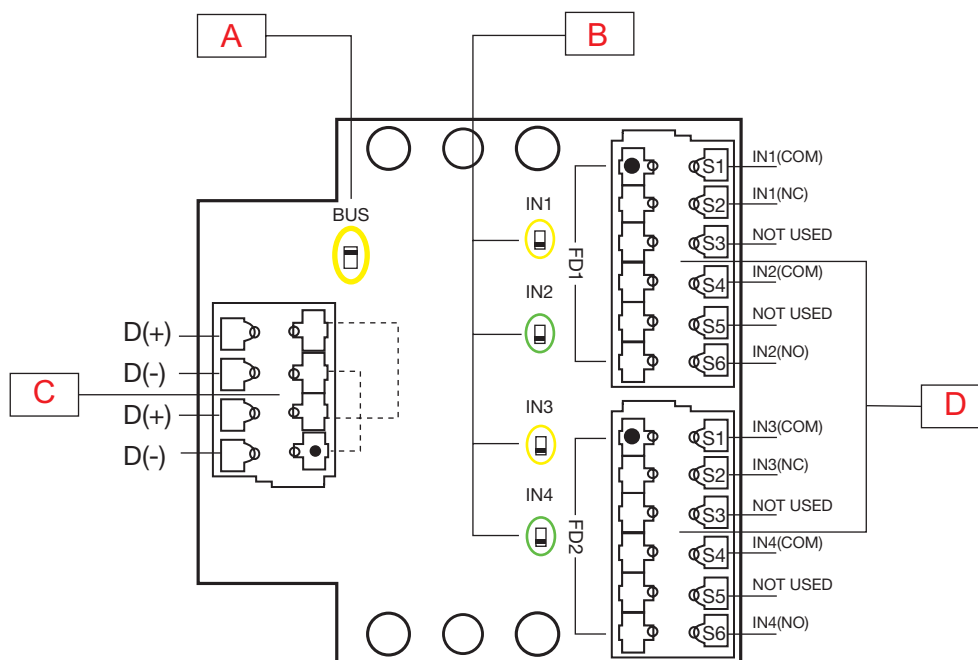 A
B
BUS
IN1
IN2
IN3
IN4
FD1
FD2
D(+)
D(-)
D(+)
D(-)
C
S1 IN1(COM)
S2 IN1(NC)
S3 NOT USED
S4 IN2(COM)
S5 NOT USED
S6 IN2(NO)
D
S1 IN3(COM)
S2 IN3(NC)
S3 NOT USED
S4 IN4(COM)
S5 NOT USED
S6 IN4(NO)